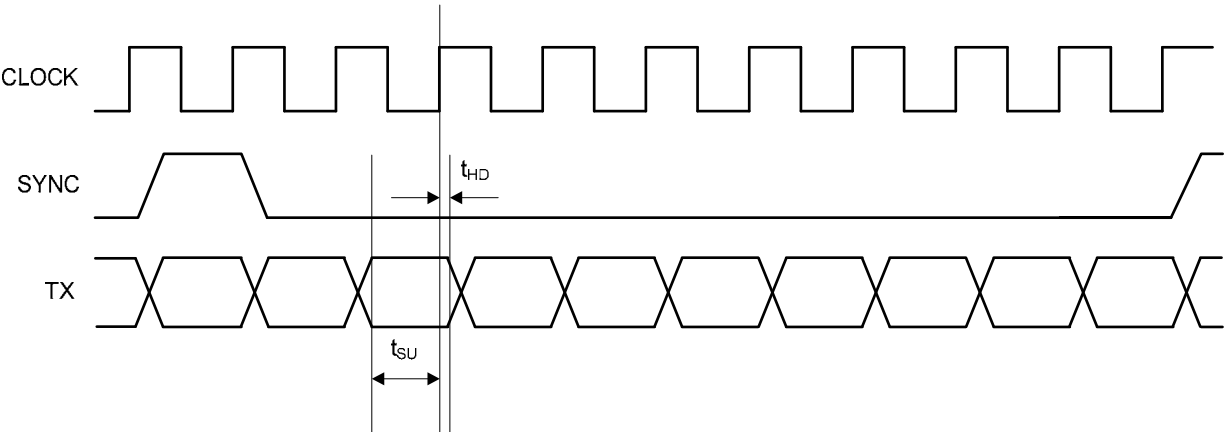 CLOCK
SYNC
tHD
TX
tSU